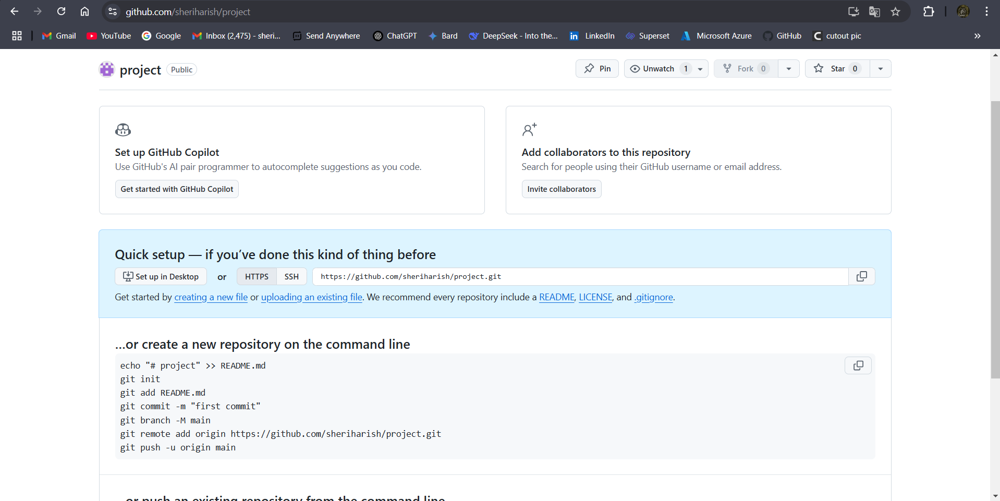 github.com/sheriharish/project
Gmail YouTube Google Inbox (2,475) - sheri... Send Anywhere ChatGPT Bard DeepSeek - Into the... LinkedIn Superset Microsoft Azure GitHub cutout pic
project Public Pin Unwatch 1 Fork 0 Star 0
Set up GitHub Copilot
Use GitHub's AI pair programmer to autocomplete suggestions as you code.
Get started with GitHub Copilot
Add collaborators to this repository
Search for people using their GitHub username or email address.
Invite collaborators
Quick setup — if you’ve done this kind of thing before
Set up in Desktop or HTTPS SSH https://github.com/sheriharish/project.git
Get started by creating a new file or uploading an existing file. We recommend every repository include a README, LICENSE, and .gitignore.
…or create a new repository on the command line
echo "# project" >> README.md
git init
git add README.md
git commit -m "first commit"
git branch -M main
git remote add origin https://github.com/sheriharish/project.git
git push -u origin main
…or push an existing repository from the command line